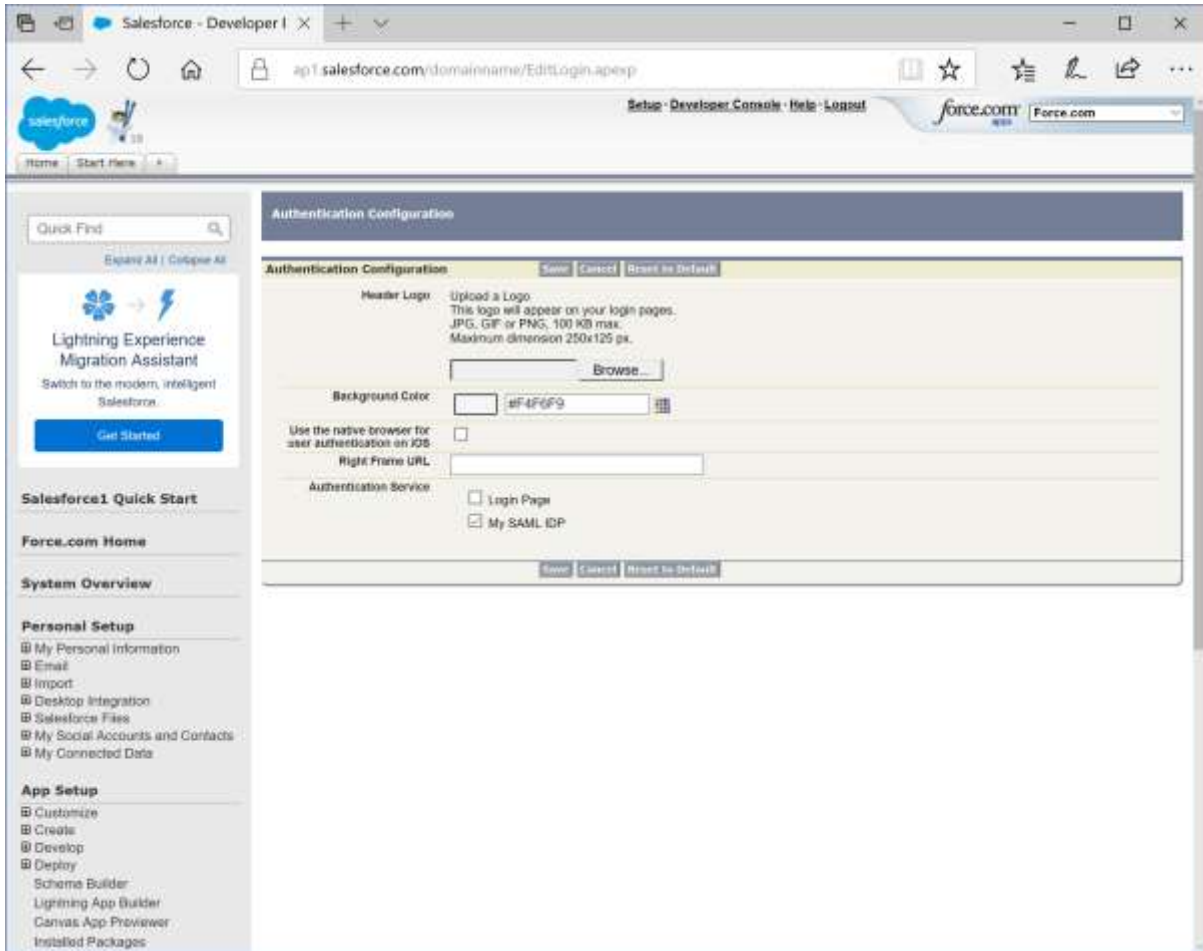 Salesforce - Developer
ap1.salesforce.com/domainname/EditLogin.apexp
Setup · Developer Console · Help · Logout
salesforce
force.com
apps
Force.com
Home
Start Here
+
Quick Find
Expand All | Collapse All
Lightning Experience
Migration Assistant
Switch to the modern, intelligent
Salesforce.
Get Started
Salesforce1 Quick Start
Force.com Home
System Overview
Personal Setup
My Personal Information
Email
Import
Desktop Integration
Salesforce Files
My Social Accounts and Contacts
My Connected Data
App Setup
Customize
Create
Develop
Deploy
Schema Builder
Lightning App Builder
Canvas App Previewer
Installed Packages
Authentication Configuration
Authentication Configuration
Save Cancel Reset to Default
Header Logo
Upload a Logo
This logo will appear on your login pages.
JPG, GIF or PNG, 100 KB max.
Maximum dimension 250x125 px.
Browse...
Background Color
#F4F6F9
Use the native browser for
user authentication on iOS
Right Frame URL
Authentication Service
Login Page
My SAML IDP
Save Cancel Reset to Default